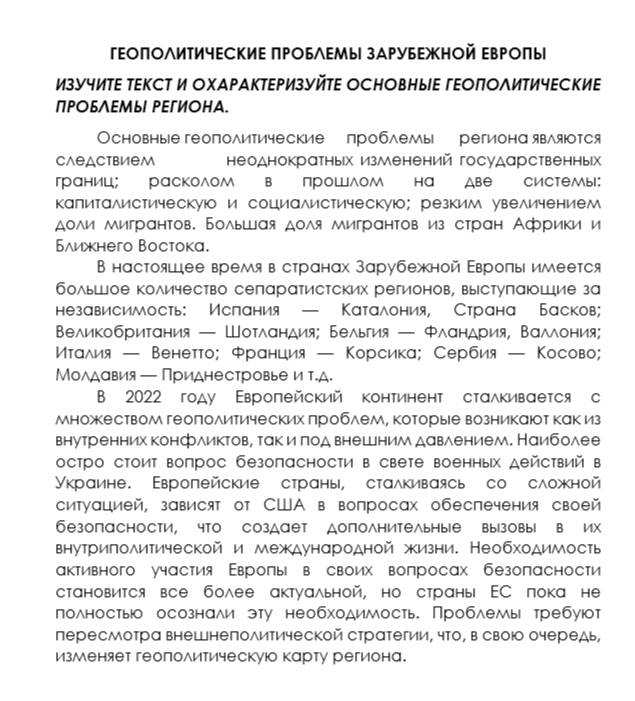 ГЕОПОЛИТИЧЕСКИЕ ПРОБЛЕМЫ ЗАРУБЕЖНОЙ ЕВРОПЫ
ИЗУЧИТЕ ТЕКСТ И ОХАРАКТЕРИЗУЙТЕ ОСНОВНЫЕ ГЕОПОЛИТИЧЕСКИЕ
ПРОБЛЕМЫ РЕГИОНА.
Основные геополитические проблемы региона являются
следствием неоднократных изменений государственных
границ; расколом в прошлом на две системы:
капиталистическую и социалистическую; резким увеличением
доли мигрантов. Большая доля мигрантов из стран Африки и
Ближнего Востока.
В настоящее время в странах Зарубежной Европы имеется
большое количество сепаратистских регионов, выступающие за
независимость: Испания — Каталония, Страна Басков;
Великобритания — Шотландия; Бельгия — Фландрия, Валлония;
Италия — Венетто; Франция — Корсика; Сербия — Косово;
Молдавия — Приднестровье и т.д.
В 2022 году Европейский континент сталкивается с
множеством геополитических проблем, которые возникают как из
внутренних конфликтов, так и под внешним давлением. Наиболее
остро стоит вопрос безопасности в свете военных действий в
Украине. Европейские страны, сталкиваясь со сложной
ситуацией, зависят от США в вопросах обеспечения своей
безопасности, что создает дополнительные вызовы в их
внутриполитической и международной жизни. Необходимость
активного участия Европы в своих вопросах безопасности
становится все более актуальной, но страны ЕС пока не
полностью осознали эту необходимость. Проблемы требуют
пересмотра внешнеполитической стратегии, что, в свою очередь,
изменяет геополитическую карту региона.